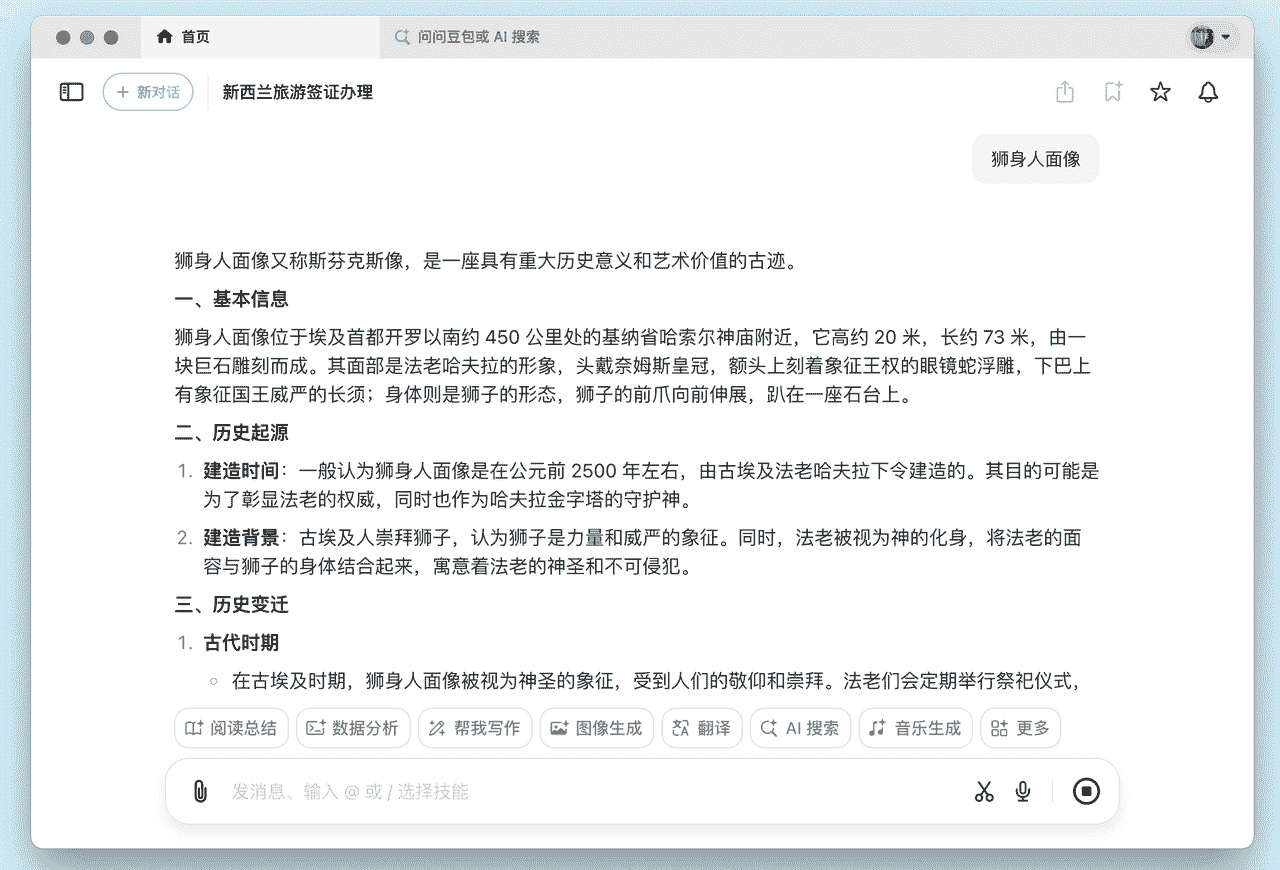 首页
问问豆包或 AI 搜索
新对话
新西兰旅游签证办理
狮身人面像
狮身人面像又称斯芬克斯像，是一座具有重大历史意义和艺术价值的古迹。
一、基本信息
狮身人面像位于埃及首都开罗以南约 450 公里处的基纳省哈索尔神庙附近，它高约 20 米，长约 73 米，由一
块巨石雕刻而成。其面部是法老哈夫拉的形象，头戴奈姆斯皇冠，额头上刻着象征王权的眼镜蛇浮雕，下巴上
有象征国王威严的长须；身体则是狮子的形态，狮子的前爪向前伸展，趴在一座石台上。
二、历史起源
1. 建造时间：一般认为狮身人面像是在公元前 2500 年左右，由古埃及法老哈夫拉下令建造的。其目的可能是
为了彰显法老的权威，同时也作为哈夫拉金字塔的守护神。
2. 建造背景：古埃及人崇拜狮子，认为狮子是力量和威严的象征。同时，法老被视为神的化身，将法老的面
容与狮子的身体结合起来，寓意着法老的神圣和不可侵犯。
三、历史变迁
1. 古代时期
在古埃及时期，狮身人面像被视为神圣的象征，受到人们的敬仰和崇拜。法老们会定期举行祭祀仪式，
阅读总结 数据分析 帮我写作 图像生成 翻译 AI 搜索 音乐生成 更多
发消息、输入 @ 或 / 选择技能